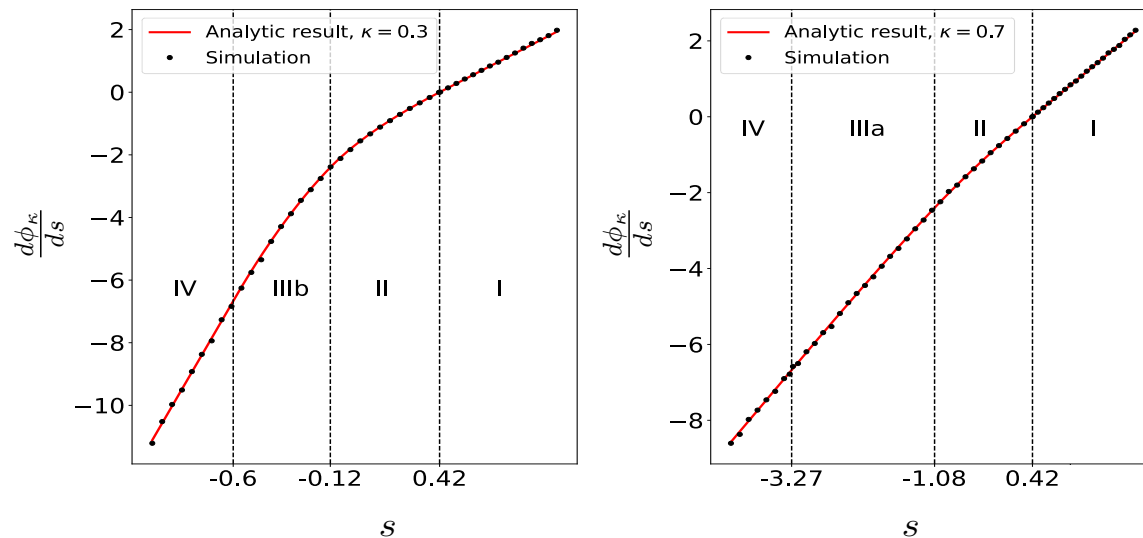 Analytic result, κ = 0.3
Simulation
2
0
−2
−4
−6
−8
−10
dϕκ
ds
IV
IIIb
II
I
-0.6
-0.12
0.42
s
Analytic result, κ = 0.7
Simulation
2
0
−2
−4
−6
−8
dϕκ
ds
IV
IIIa
II
I
-3.27
-1.08
0.42
s